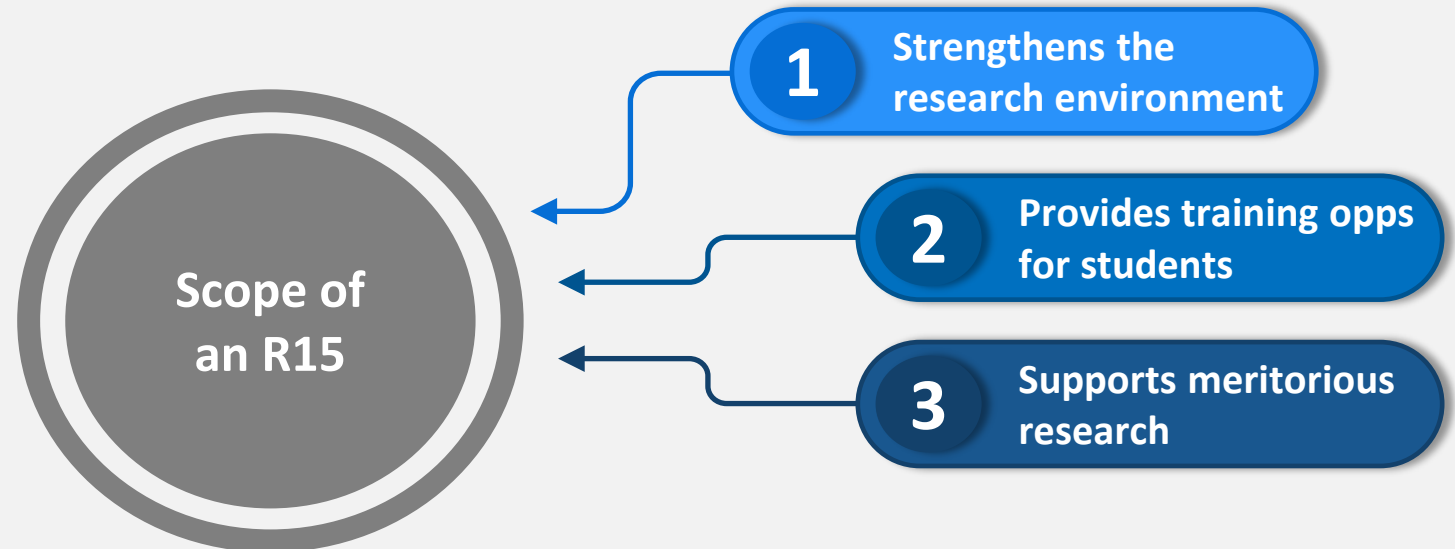 Scope of
an R15
1
Strengthens the
research environment
2
Provides training opps
for students
3
Supports meritorious
research